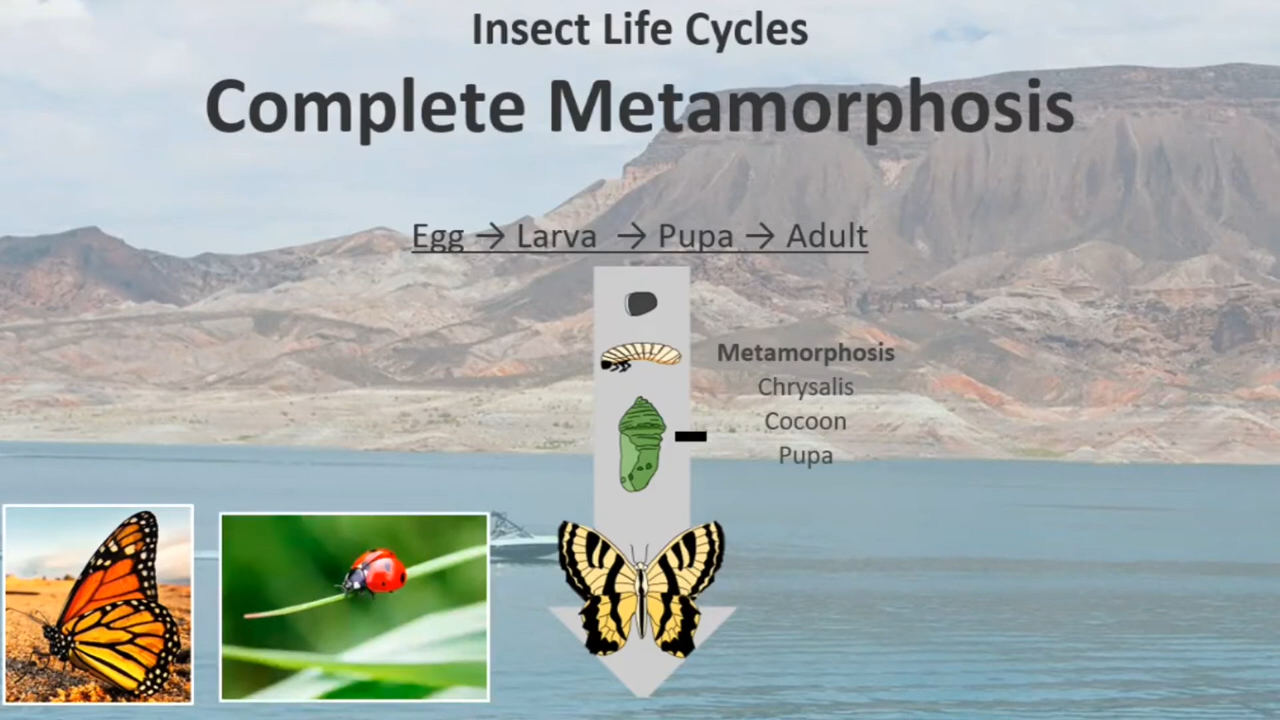 Insect Life Cycles
Complete Metamorphosis
Egg → Larva → Pupa → Adult
Metamorphosis
Chrysalis
Cocoon
Pupa